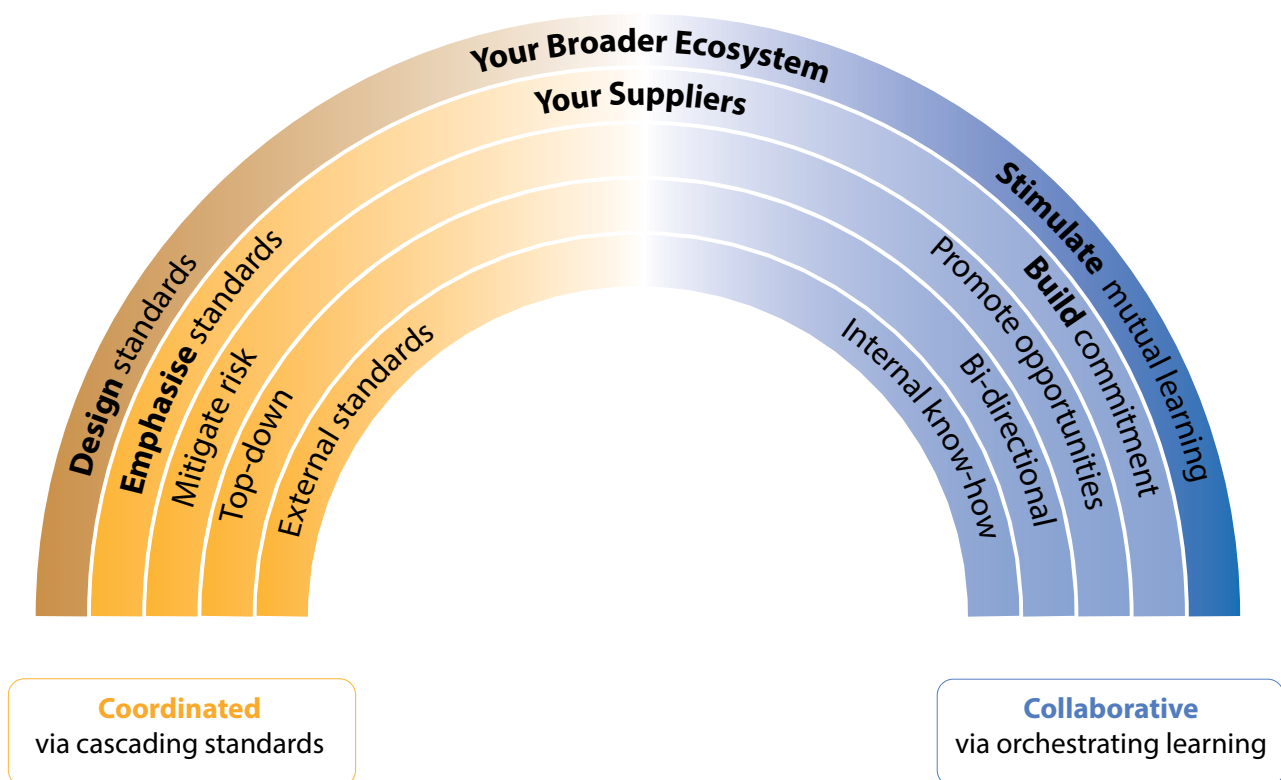 Your Broader Ecosystem
Your Suppliers
Design standards
Emphasise standards
Mitigate risk
Top-down
External standards
Stimulate mutual learning
Build commitment
Promote opportunities
Bi-directional
Internal know-how
Coordinated
via cascading standards
Collaborative
via orchestrating learning